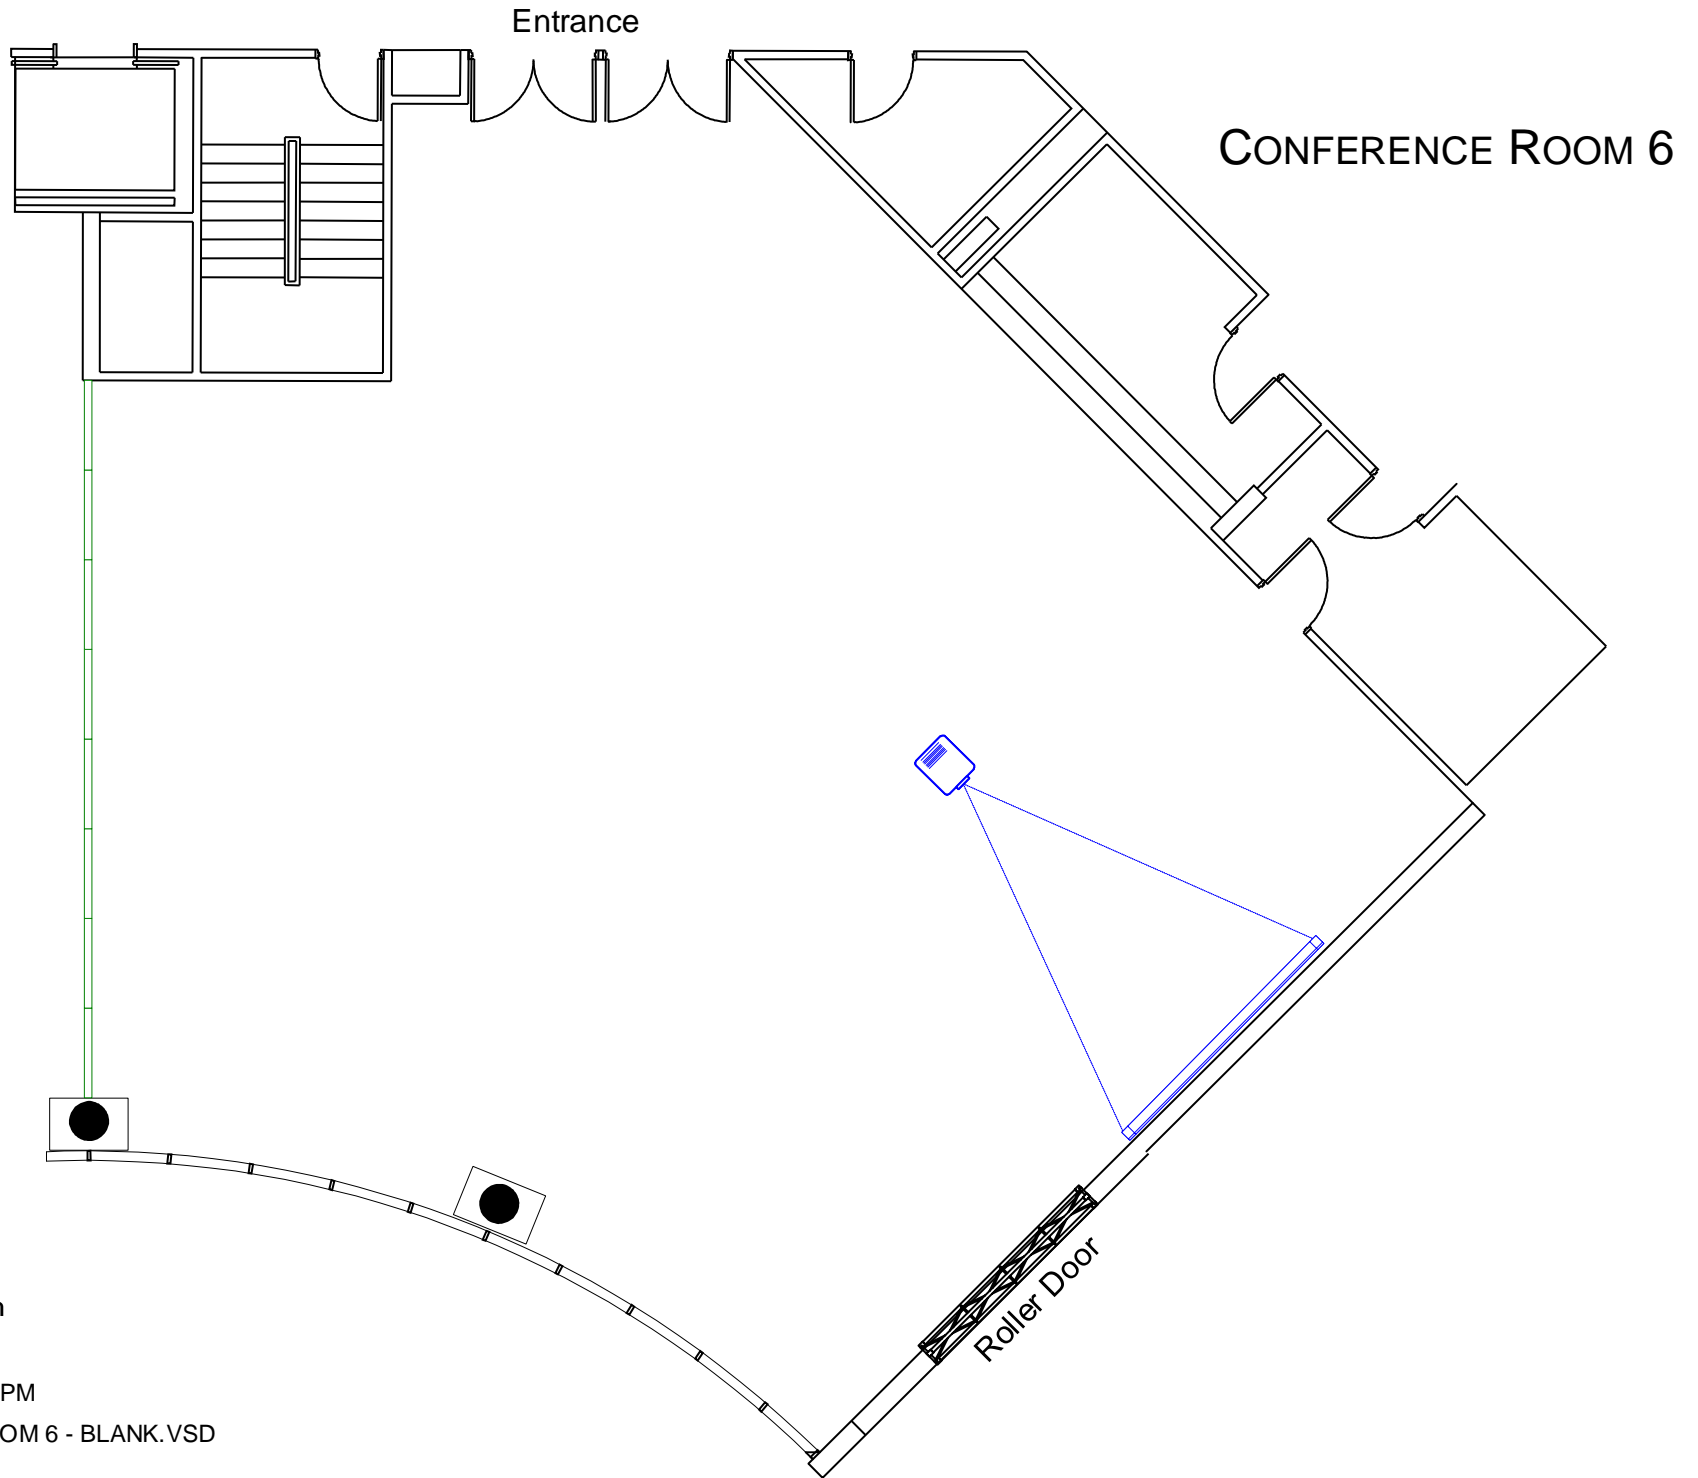 Entrance
CONFERENCE ROOM 6
Roller Door
n
PM
OM 6 - BLANK.VSD